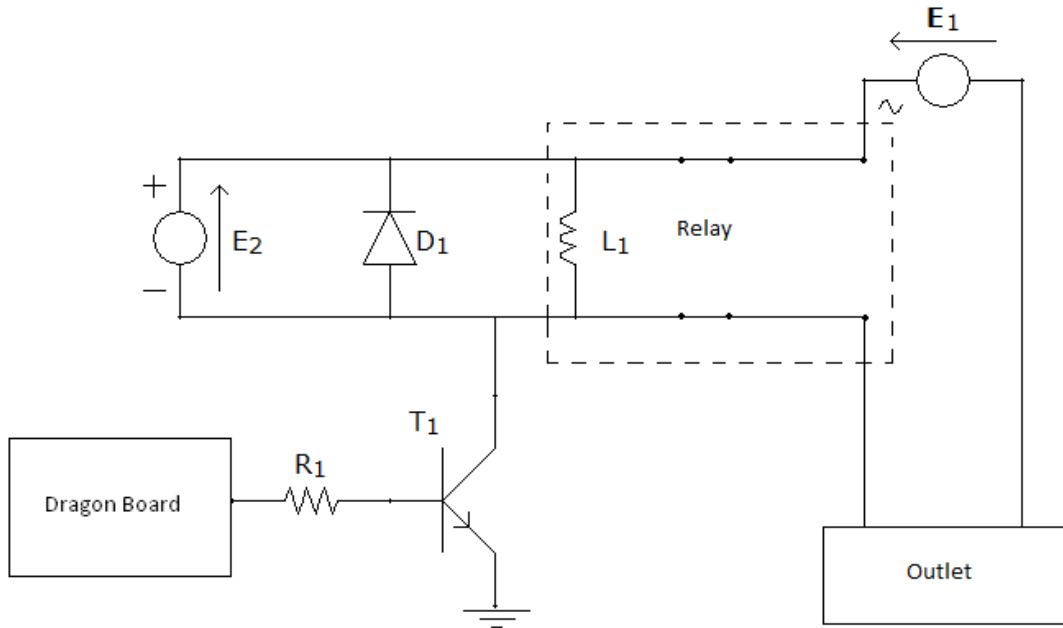 E1
+
E2
−
D1
L1
Relay
T1
R1
Dragon Board
Outlet